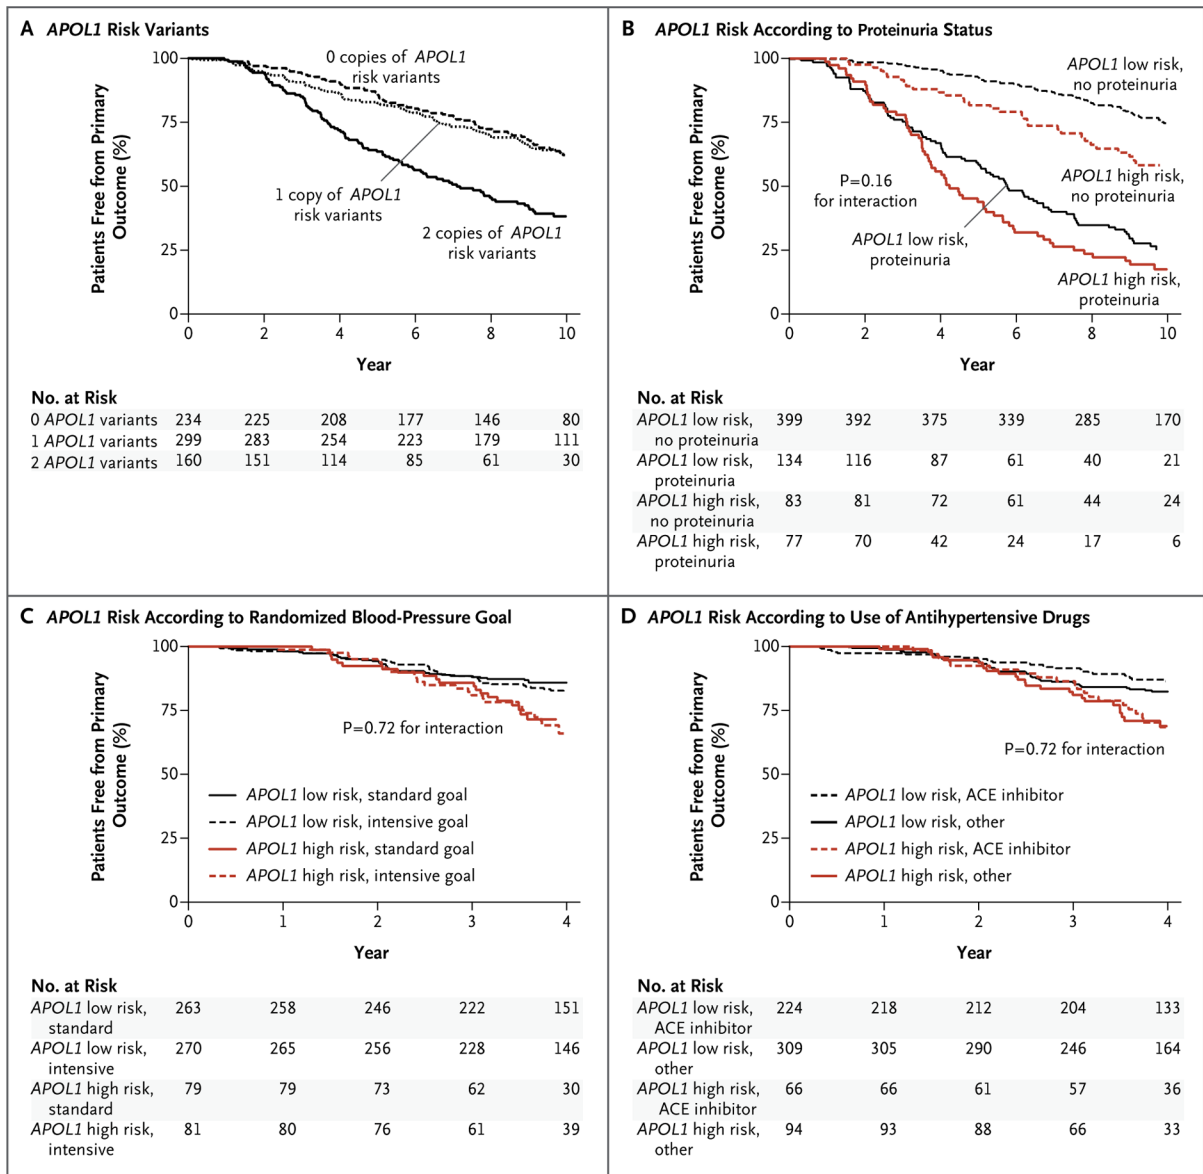 A APOL1 Risk Variants
Patients Free from Primary
Outcome (%)
100
75
50
25
0
0 copies of APOL1
risk variants
1 copy of APOL1
risk variants
2 copies of APOL1
risk variants
0 2 4 6 8 10
Year
No. at Risk
0 APOL1 variants 234 225 208 177 146 80
1 APOL1 variants 299 283 254 223 179 111
2 APOL1 variants 160 151 114 85 61 30
B APOL1 Risk According to Proteinuria Status
Patients Free from Primary
Outcome (%)
100
75
50
25
0
APOL1 low risk,
no proteinuria
APOL1 high risk,
no proteinuria
P=0.16
for interaction
APOL1 low risk,
proteinuria
APOL1 high risk,
proteinuria
0 2 4 6 8 10
Year
No. at Risk
APOL1 low risk, 399 392 375 339 285 170
no proteinuria
APOL1 low risk, 134 116 87 61 40 21
proteinuria
APOL1 high risk, 83 81 72 61 44 24
no proteinuria
APOL1 high risk, 77 70 42 24 17 6
proteinuria
C APOL1 Risk According to Randomized Blood-Pressure Goal
Patients Free from Primary
Outcome (%)
100
75
50
25
0
P=0.72 for interaction
APOL1 low risk, standard goal
APOL1 low risk, intensive goal
APOL1 high risk, standard goal
APOL1 high risk, intensive goal
0 1 2 3 4
Year
No. at Risk
APOL1 low risk, 263 258 246 222 151
standard
APOL1 low risk, 270 265 256 228 146
intensive
APOL1 high risk, 79 79 73 62 30
standard
APOL1 high risk, 81 80 76 61 39
intensive
D APOL1 Risk According to Use of Antihypertensive Drugs
Patients Free from Primary
Outcome (%)
100
75
50
25
0
P=0.72 for interaction
APOL1 low risk, ACE inhibitor
APOL1 low risk, other
APOL1 high risk, ACE inhibitor
APOL1 high risk, other
0 1 2 3 4
Year
No. at Risk
APOL1 low risk, 224 218 212 204 133
ACE inhibitor
APOL1 low risk, 309 305 290 246 164
other
APOL1 high risk, 66 66 61 57 36
ACE inhibitor
APOL1 high risk, 94 93 88 66 33
other